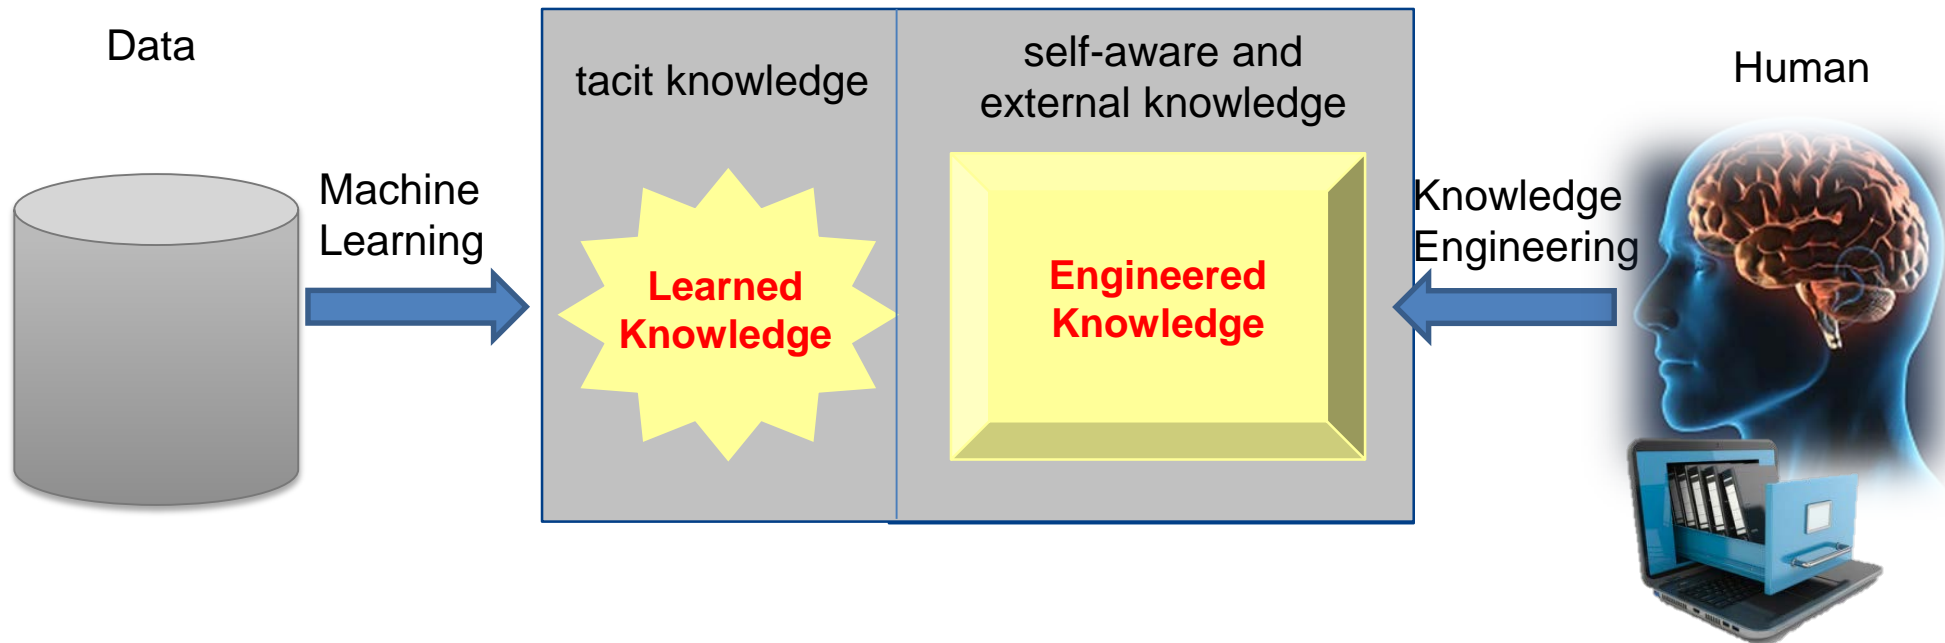 Data
Machine
Learning
tacit knowledge
Learned
Knowledge
self-aware and
external knowledge
Engineered
Knowledge
Knowledge
Engineering
Human